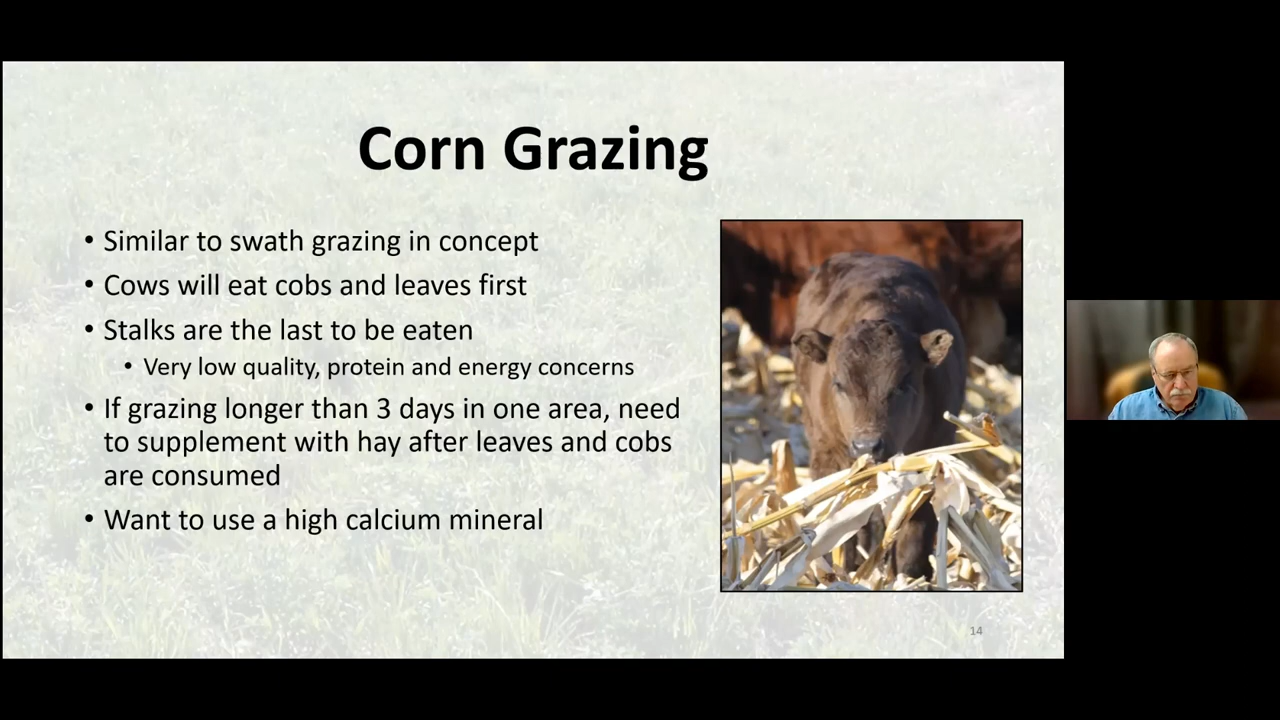 Corn Grazing
• Similar to swath grazing in concept
• Cows will eat cobs and leaves first
• Stalks are the last to be eaten
• Very low quality, protein and energy concerns
• If grazing longer than 3 days in one area, need
to supplement with hay after leaves and cobs
are consumed
• Want to use a high calcium mineral
14